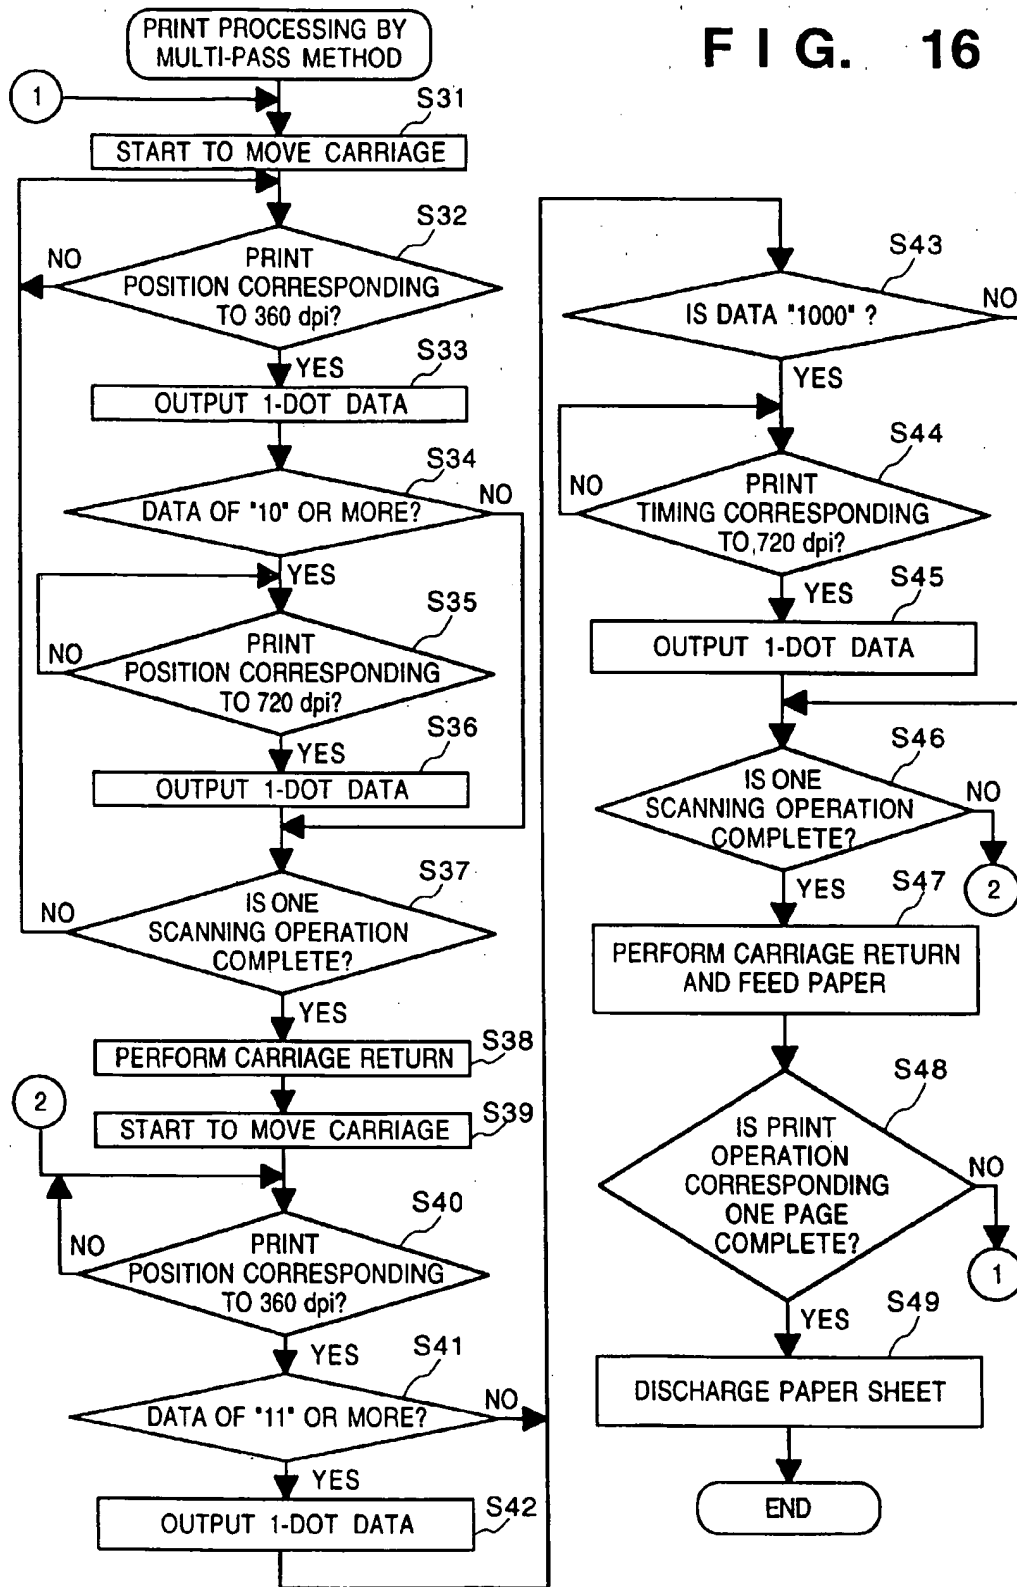 FIG. 16
PRINT PROCESSING BY
MULTI-PASS METHOD
1
S31
START TO MOVE CARRIAGE
S32
NO
PRINT
POSITION CORRESPONDING
TO 360 dpi?
YES
S33
OUTPUT 1-DOT DATA
S34
NO
DATA OF "10" OR MORE?
YES
S35
NO
PRINT
POSITION CORRESPONDING
TO 720 dpi?
YES
S36
OUTPUT 1-DOT DATA
S37
NO
IS ONE
SCANNING OPERATION
COMPLETE?
YES
PERFORM CARRIAGE RETURN
S38
2
START TO MOVE CARRIAGE
S39
S40
NO
PRINT
POSITION CORRESPONDING
TO 360 dpi?
YES
S41
NO
DATA OF "11" OR MORE?
YES
S42
OUTPUT 1-DOT DATA
S43
NO
IS DATA "1000" ?
YES
S44
NO
PRINT
TIMING CORRESPONDING
TO 720 dpi?
YES
S45
OUTPUT 1-DOT DATA
S46
IS ONE
SCANNING OPERATION
COMPLETE?
NO
2
YES
S47
PERFORM CARRIAGE RETURN
AND FEED PAPER
S48
IS PRINT
OPERATION
CORRESPONDING
ONE PAGE
COMPLETE?
NO
1
YES
S49
DISCHARGE PAPER SHEET
END